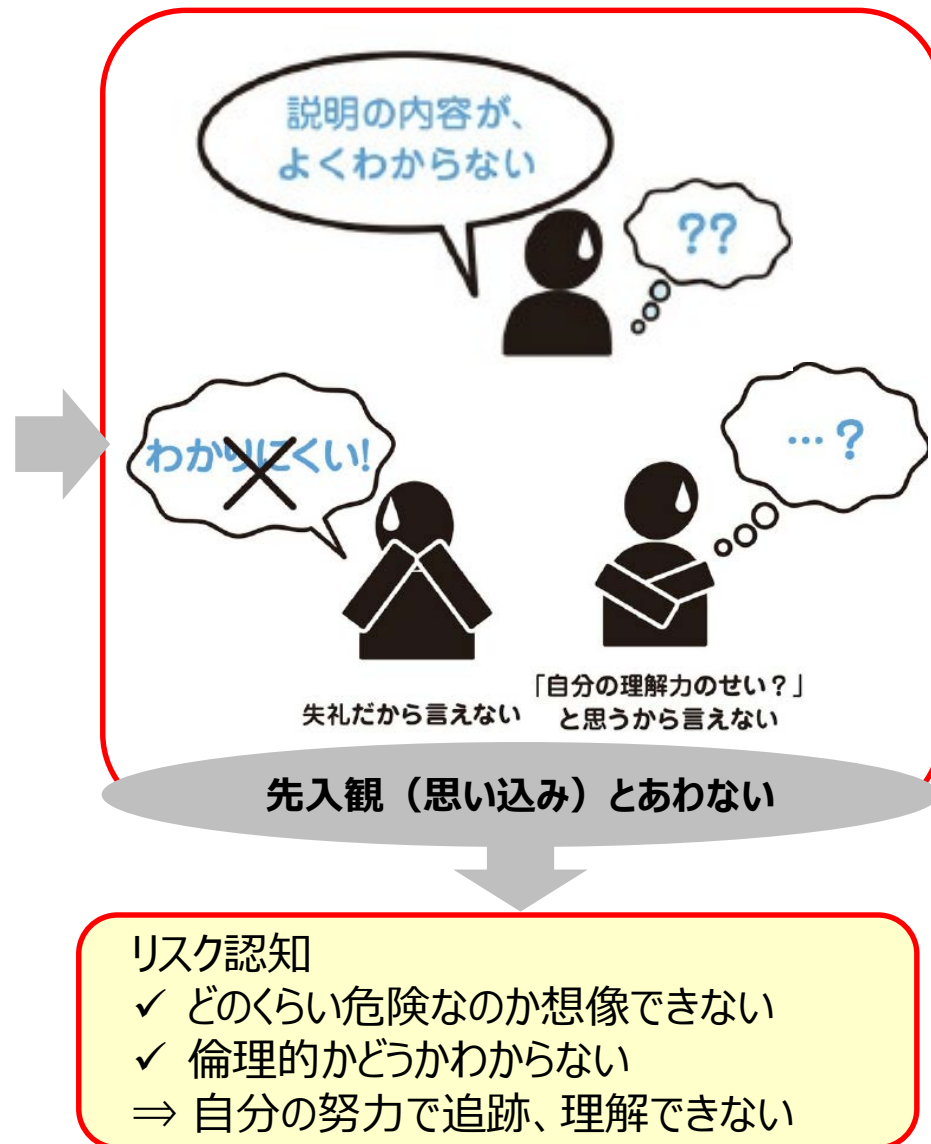 説明の内容が、
よくわからない
??
わかりにくい!
…?
失礼だから言えない
「自分の理解力のせい?」
と思うから言えない
先入観(思い込み)とあわない
リスク認知
✓ どのくらい危険なのか想像できない
✓ 倫理的かどうかわからない
⇒ 自分の努力で追跡、理解できない